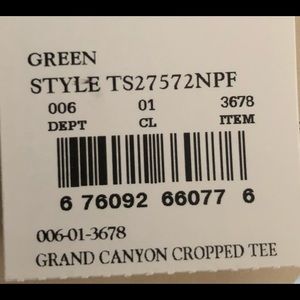 GREEN
STYLE TS27572NPF
006 01 3678
DEPT CL ITEM
6 76092 66077 6
006-01-3678
GRAND CANYON CROPPED TEE